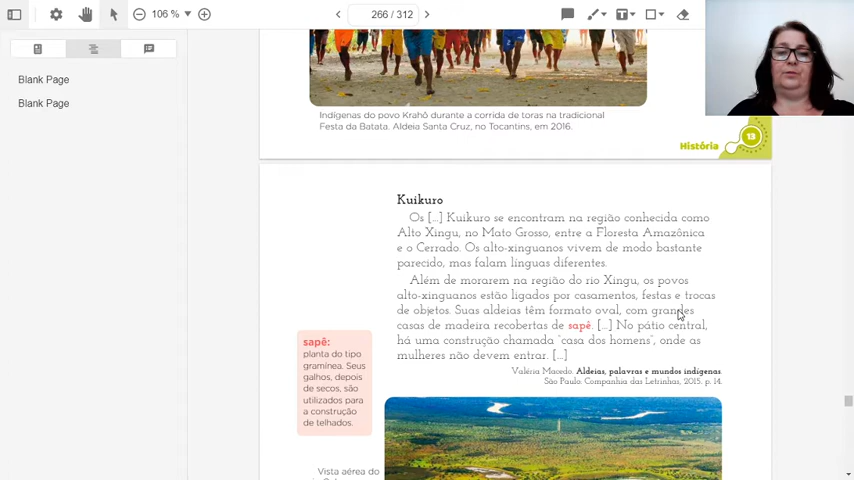 106 %
266 / 312
Blank Page
Blank Page
Indígenas do povo Krahô durante a corrida de toras na tradicional
Festa da Batata. Aldeia Santa Cruz, no Tocantins, em 2016.
História
13
Kuikuro
Os [...] Kuikuro se encontram na região conhecida como
Alto Xingu, no Mato Grosso, entre a Floresta Amazônica
e o Cerrado. Os alto-xinguanos vivem de modo bastante
parecido, mas falam línguas diferentes.
Além de morarem na região do rio Xingu, os povos
alto-xinguanos estão ligados por casamentos, festas e trocas
de objetos. Suas aldeias têm formato oval, com grandes
casas de madeira recobertas de sapê. [...] No pátio central,
há uma construção chamada "casa dos homens", onde as
mulheres não devem entrar. [...]
Valéria Macedo. Aldeias, palavras e mundos indígenas.
São Paulo: Companhia das Letrinhas, 2015. p. 14.
sapê:
planta do tipo
gramínea. Seus
galhos, depois
de secos, são
utilizados para
a construção
de telhados.
Vista aérea do